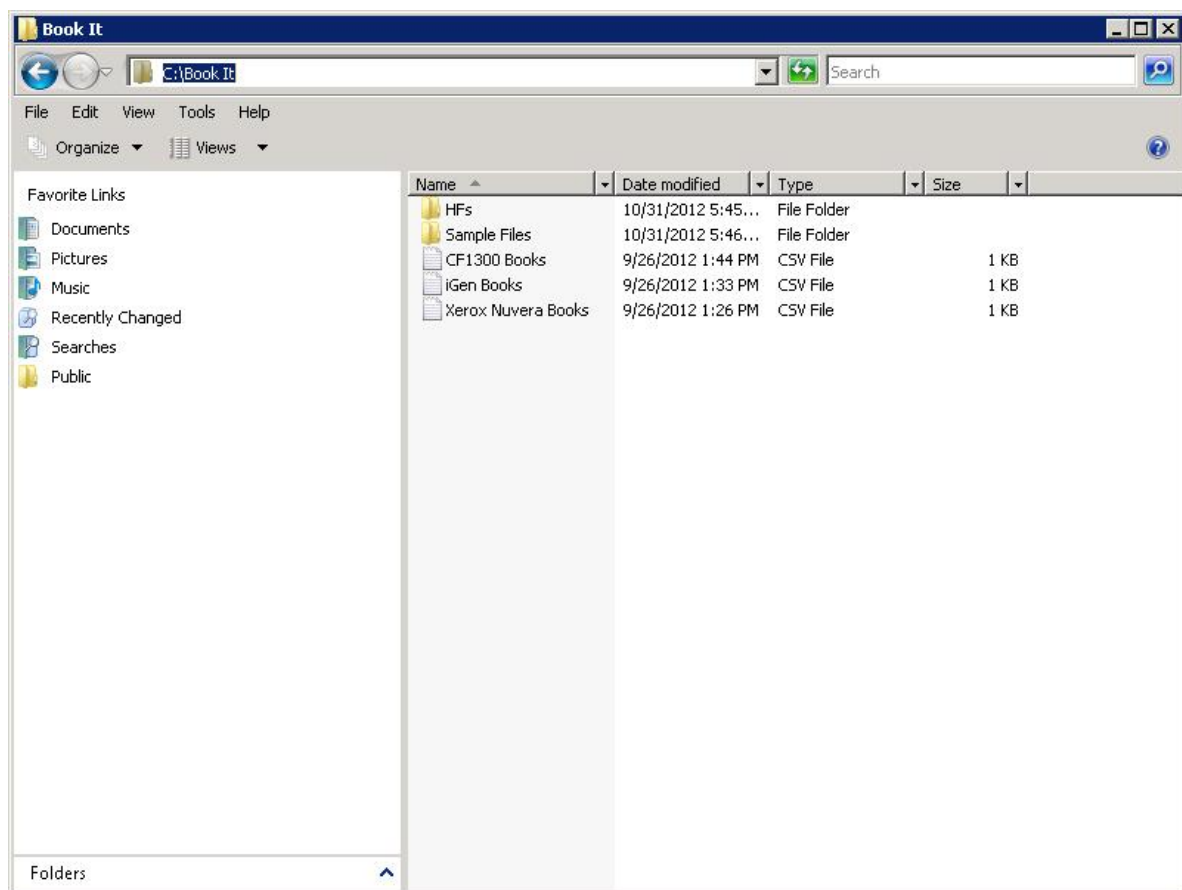 Book It
C:\Book It
Search
File Edit View Tools Help
Organize Views
Favorite Links
Documents
Pictures
Music
Recently Changed
Searches
Public
Folders
Name Date modified Type Size
HFs 10/31/2012 5:45... File Folder
Sample Files 10/31/2012 5:46... File Folder
CF1300 Books 9/26/2012 1:44 PM CSV File 1 KB
iGen Books 9/26/2012 1:33 PM CSV File 1 KB
Xerox Nuvera Books 9/26/2012 1:26 PM CSV File 1 KB